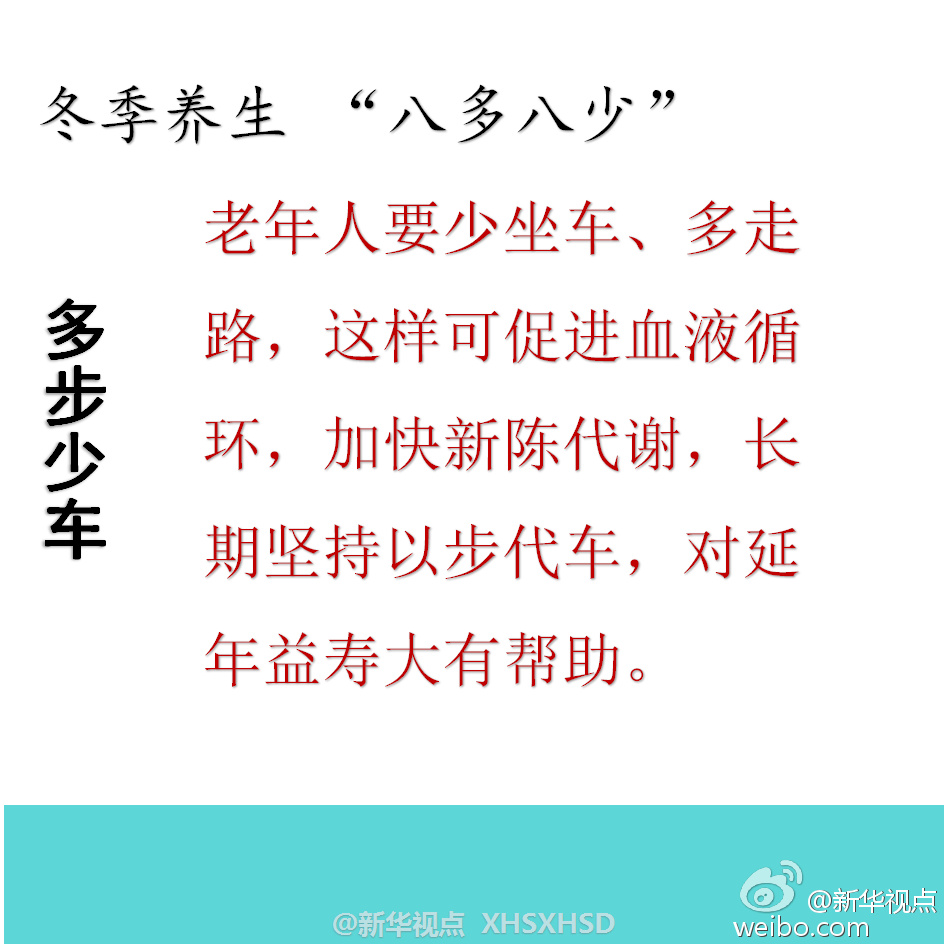 冬季养生 “八多八少”
多步少车
老年人要少坐车、多走
路，这样可促进血液循
环，加快新陈代谢，长
期坚持以步代车，对延
年益寿大有帮助。
@新华视点
weibo.com
@新华视点 XHSXHSD